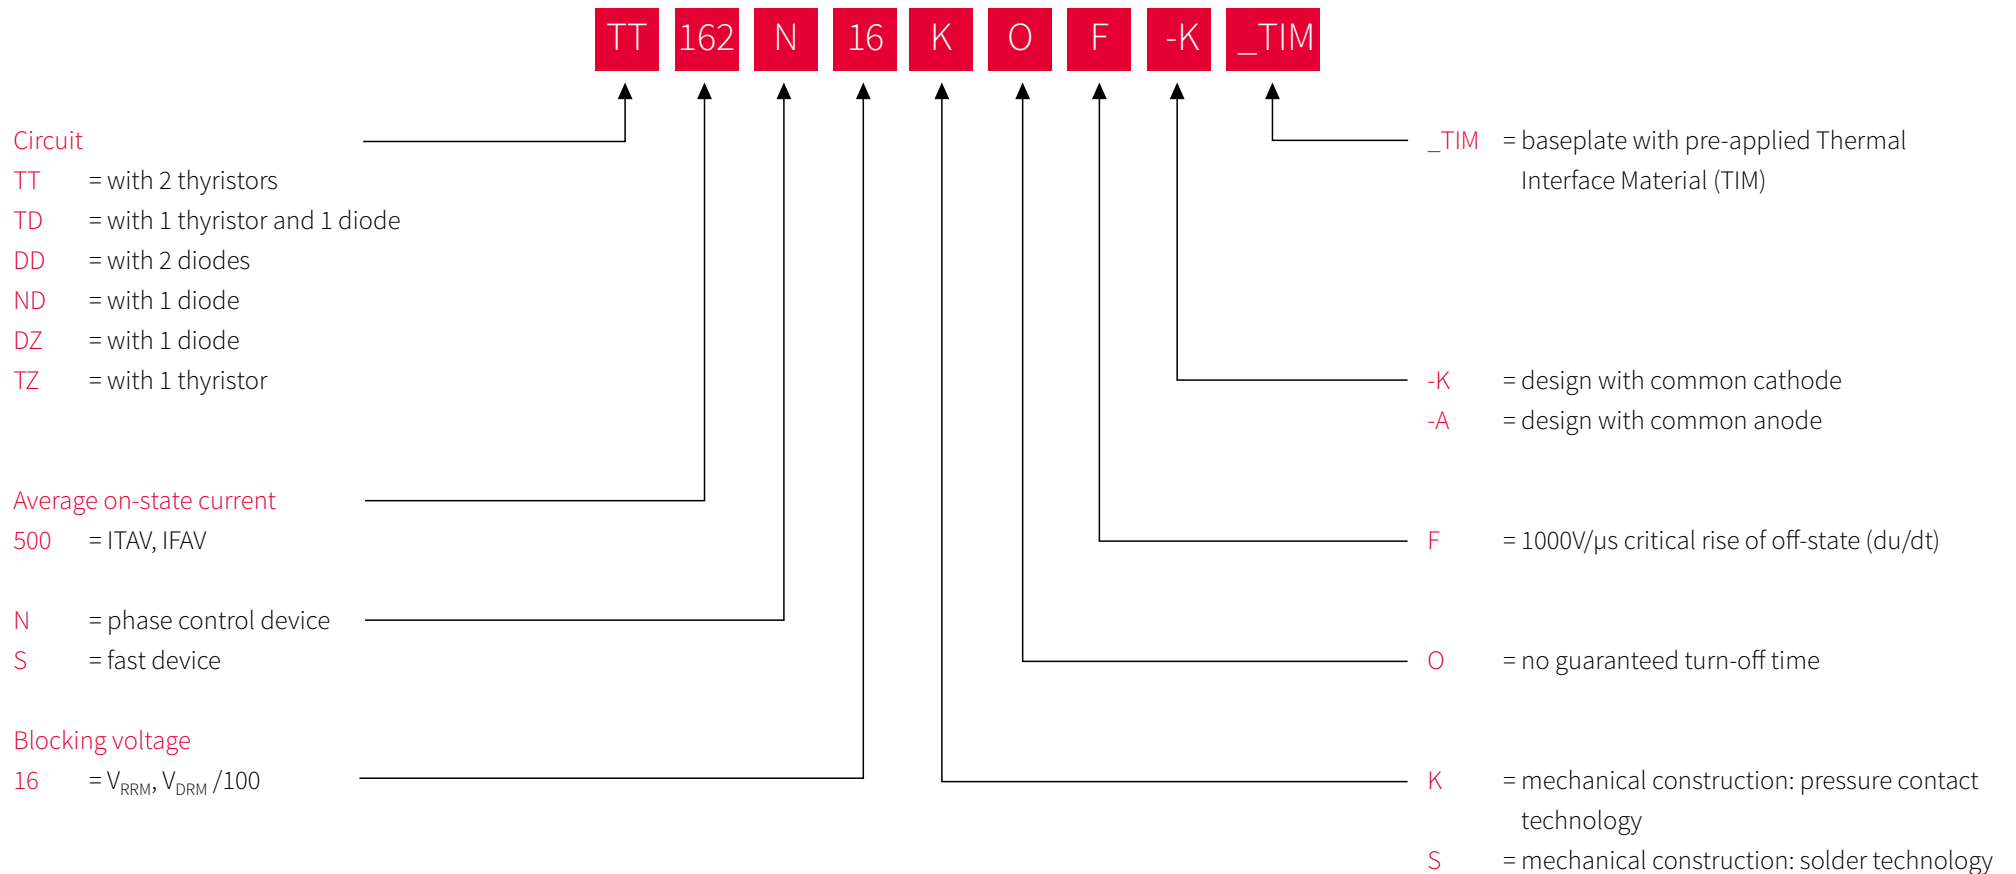 TT 162 N 16 K O F -K _TIM
Circuit
TT = with 2 thyristors
TD = with 1 thyristor and 1 diode
DD = with 2 diodes
ND = with 1 diode
DZ = with 1 diode
TZ = with 1 thyristor
Average on-state current
500 = ITAV, IFAV
N = phase control device
S = fast device
Blocking voltage
16 = VRRM, VDRM /100
_TIM = baseplate with pre-applied Thermal
Interface Material (TIM)
-K = design with common cathode
-A = design with common anode
F = 1000V/µs critical rise of off-state (du/dt)
O = no guaranteed turn-off time
K = mechanical construction: pressure contact
technology
S = mechanical construction: solder technology